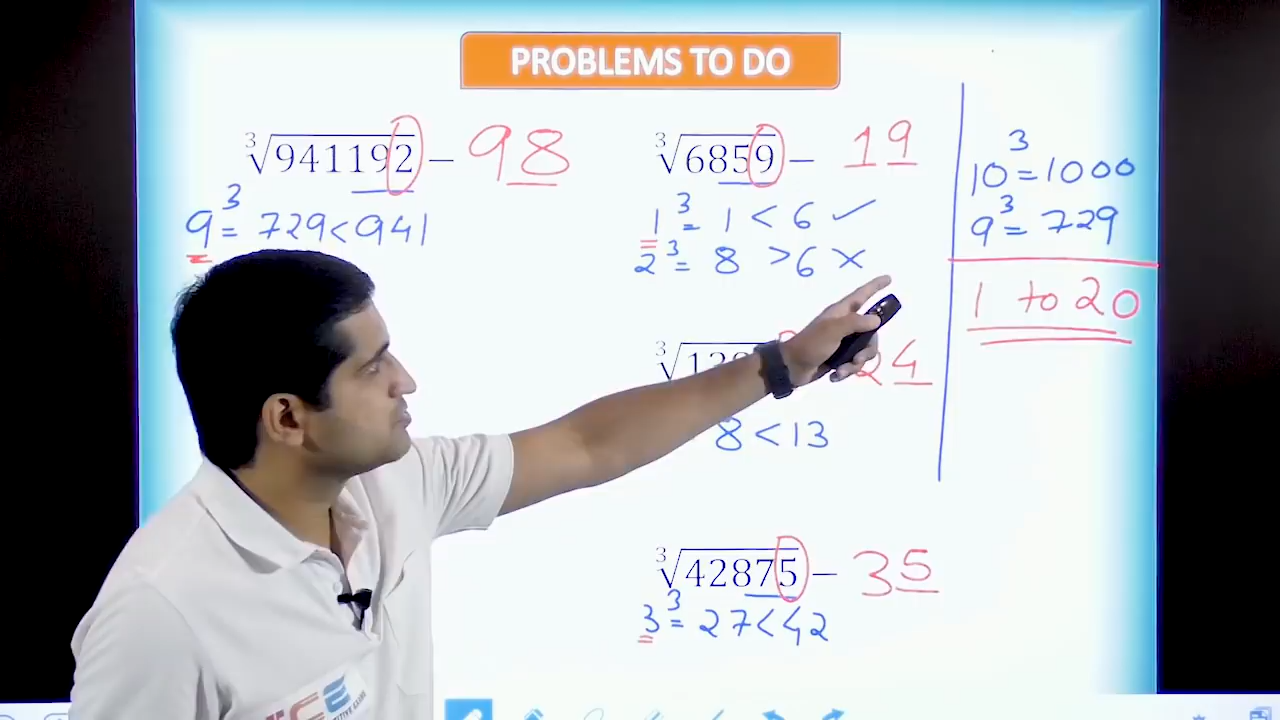 PROBLEMS TO DO
∛941192 – 98
9³ = 729 < 941
∛6859 – 19
1³ = 1 < 6 ✓
2³ = 8 > 6 ×
24
8 < 13
∛42875 – 35
3³ = 27 < 42
10³ = 1000
9³ = 729
1 to 20